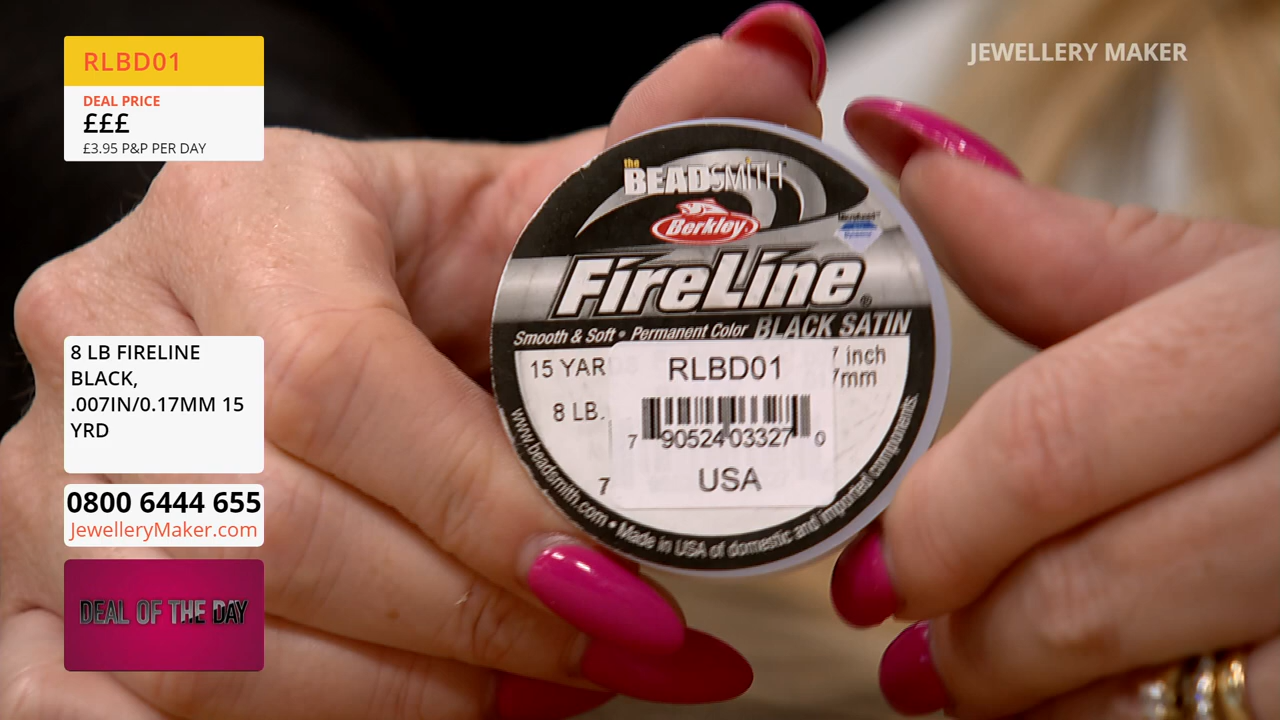 RLBD01
DEAL PRICE
£££
£3.95 P&P PER DAY
JEWELLERY MAKER
the
BEADSMITH
Berkley
FireLine®
Smooth & Soft • Permanent Color BLACK SATIN
15 YAR
RLBD01
7 inch
7mm
8 LB.
7 90524 03327 0
7
USA
www.beadsmith.com • Made in USA of domestic and imported components.
8 LB FIRELINE
BLACK,
.007IN/0.17MM 15
YRD
0800 6444 655
JewelleryMaker.com
DEAL OF THE DAY